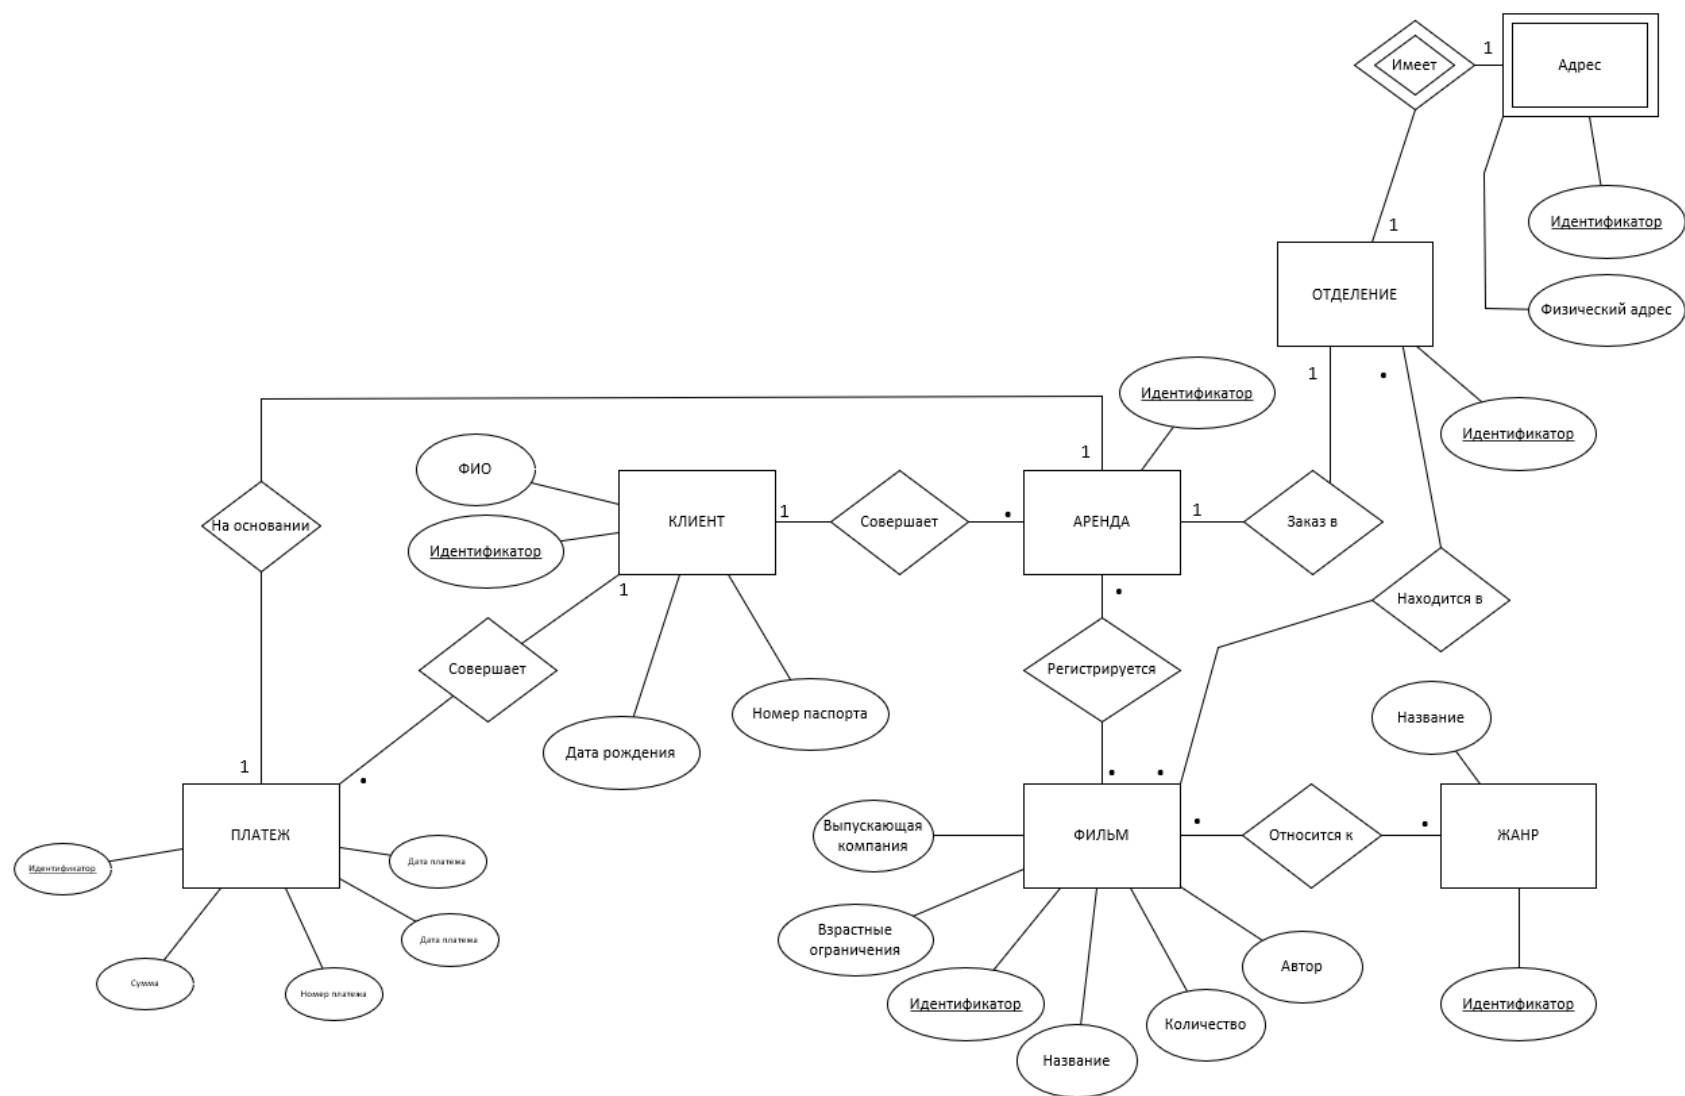 1
Имеет
Адрес
Идентификатор
1
ОТДЕЛЕНИЕ
Физический адрес
1
Идентификатор
Идентификатор
1
ФИО
КЛИЕНТ
1
Совершает
АРЕНДА
1
Заказ в
На основании
Идентификатор
1
Находится в
Совершает
Регистрируется
Номер паспорта
Название
Дата рождения
1
ПЛАТЕЖ
Выпускающая
компания
ФИЛЬМ
Относится к
ЖАНР
Идентификатор
Дата платежа
Взрастные
ограничения
Дата платежа
Автор
Сумма
Номер платежа
Идентификатор
Количество
Идентификатор
Название